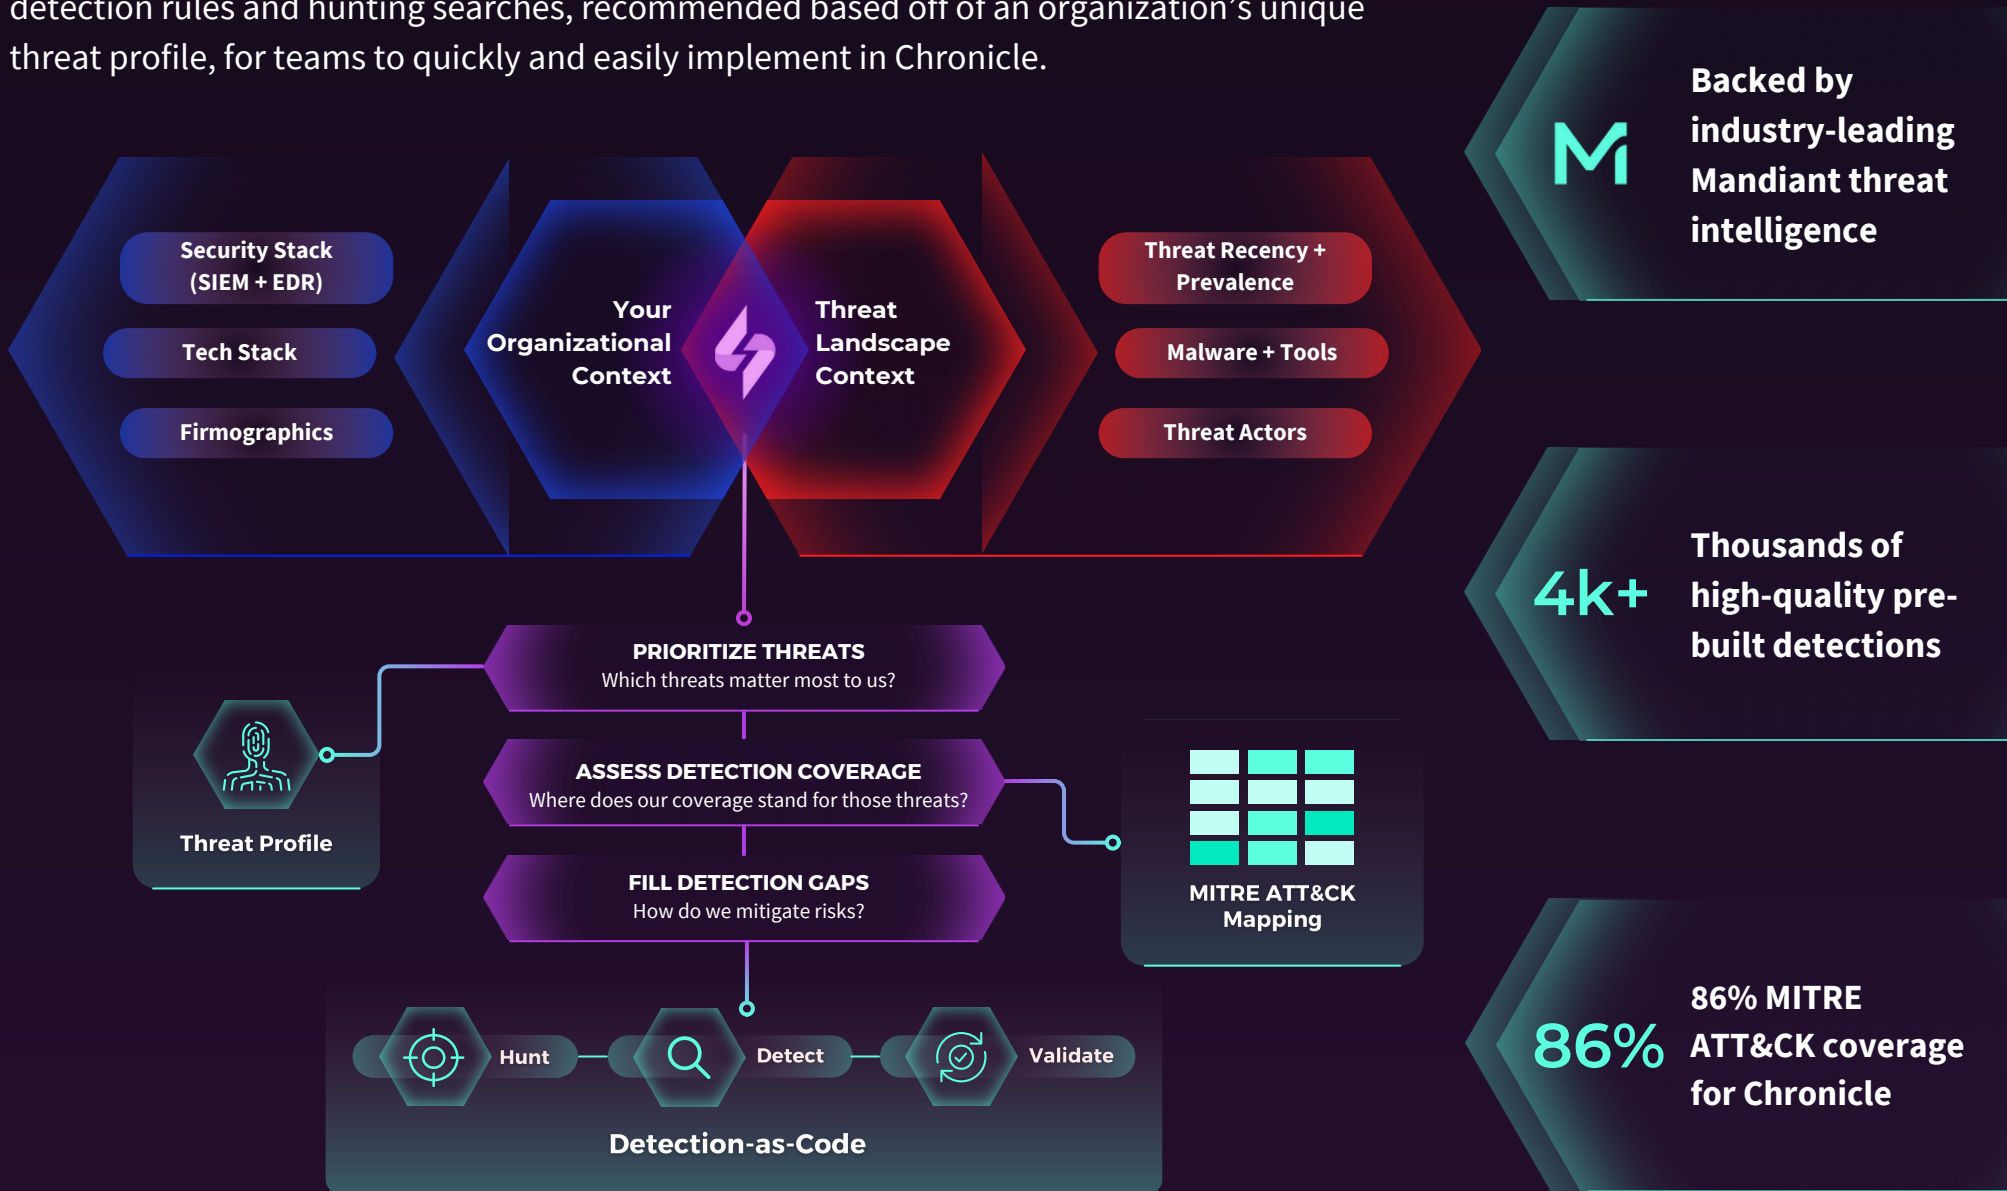 detection rules and hunting searches, recommended based off of an organization's unique
threat profile, for teams to quickly and easily implement in Chronicle.
Security Stack
(SIEM + EDR)
Tech Stack
Firmographics
Your
Organizational
Context
Threat
Landscape
Context
Threat Recency +
Prevalence
Malware + Tools
Threat Actors
PRIORITIZE THREATS
Which threats matter most to us?
Threat Profile
ASSESS DETECTION COVERAGE
Where does our coverage stand for those threats?
MITRE ATT&CK
Mapping
FILL DETECTION GAPS
How do we mitigate risks?
Hunt
Detect
Validate
Detection-as-Code
Backed by
industry-leading
Mandiant threat
intelligence
4k+
Thousands of
high-quality pre-
built detections
86%
86% MITRE
ATT&CK coverage
for Chronicle